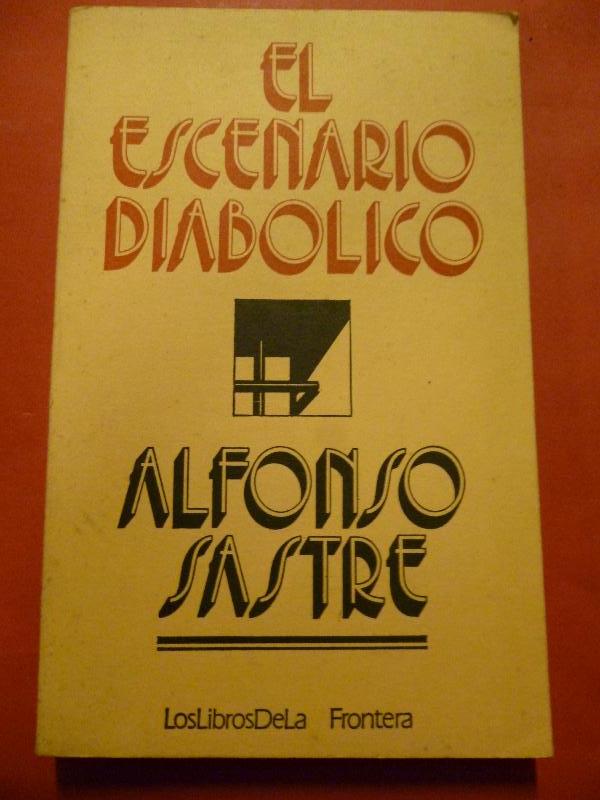 EL
ESCENARIO
DIABOLICO
ALFONSO
SASTRE
LosLibrosDeLa Frontera